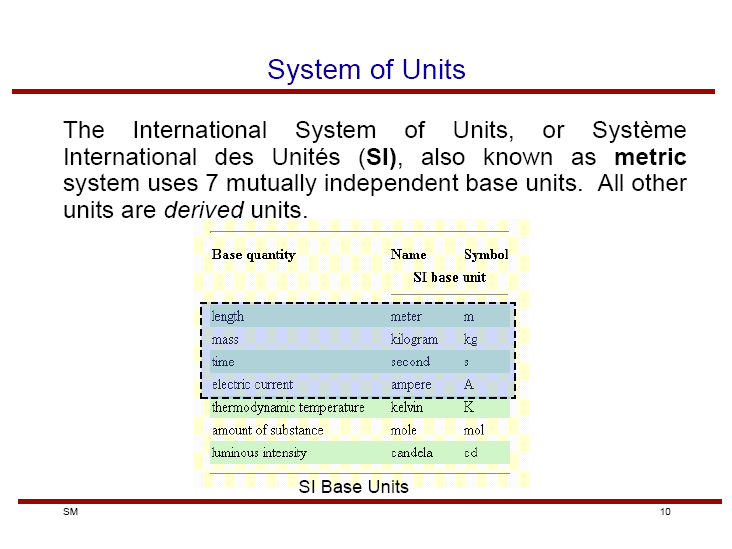 System of Units
The International System of Units, or Système
International des Unités (SI), also known as metric
system uses 7 mutually independent base units. All other
units are derived units.
Base quantity Name Symbol
SI base unit
length meter m
mass kilogram kg
time second s
electric current ampere A
thermodynamic temperature kelvin K
amount of substance mole mol
luminous intensity candela cd
SI Base Units
SM 10